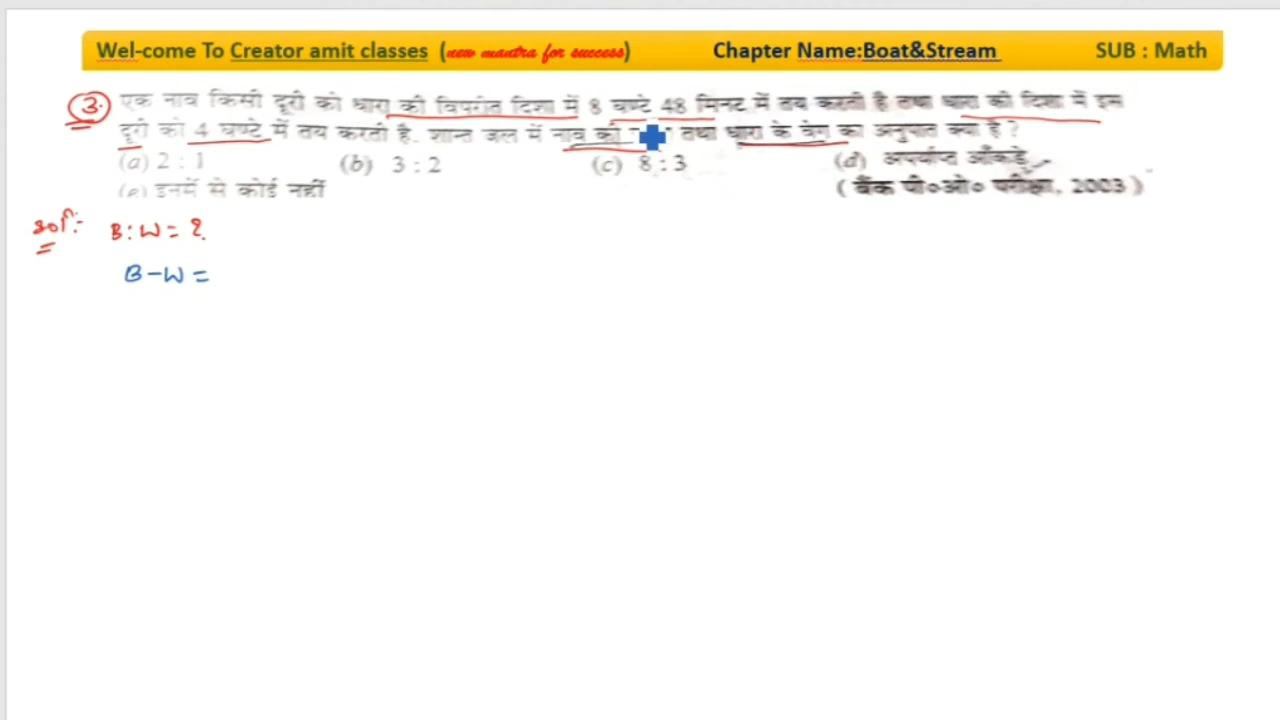 Wel-come To Creator amit classes (new mantra for success) Chapter Name:Boat&Stream SUB : Math
3. एक नाव किसी दूरी को धारा की विपरीत दिशा में 8 घण्टे 48 मिनट में तय करती है तथा धारा की दिशा में इस
दूरी को 4 घण्टे में तय करती है. शान्त जल में नाव की तथा धारा के वेग का अनुपात क्या है ?
(a) 2 : 1 (b) 3 : 2 (c) 8 : 3 (d) अपर्याप्त आँकड़े
(e) इनमें से कोई नहीं (बैंक पी०ओ० परीक्षा, 2003)
Sol:- B:W = ?
B-W =